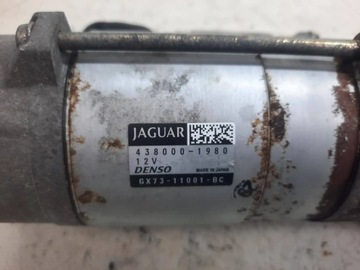 JAGUAR
438000-1980
12V
DENSO MADE IN JAPAN
GX73-11001-BC